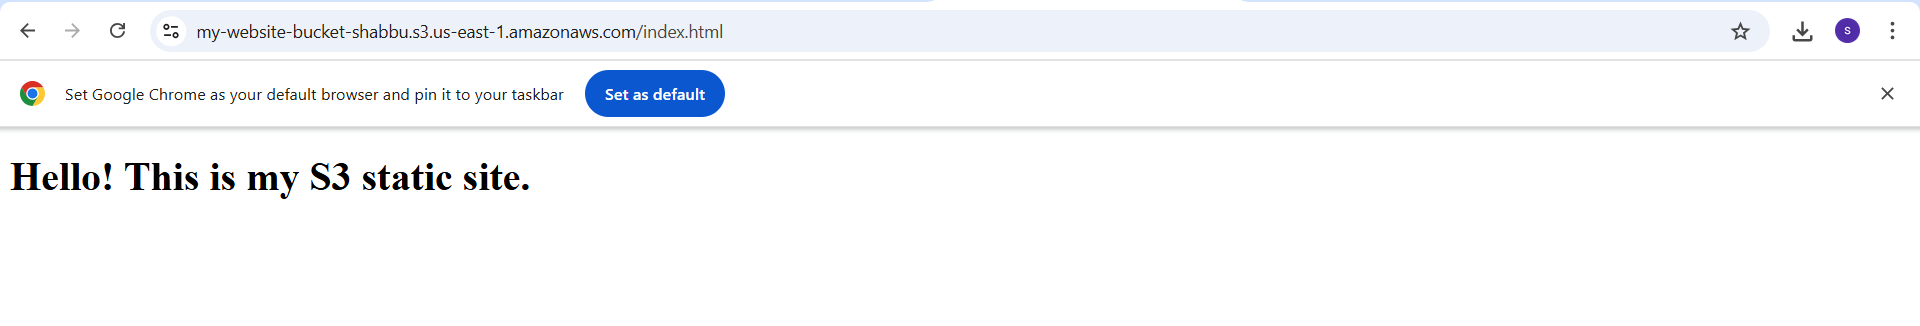 my-website-bucket-shabbu.s3.us-east-1.amazonaws.com/index.html
S
Set Google Chrome as your default browser and pin it to your taskbar
Set as default
Hello! This is my S3 static site.